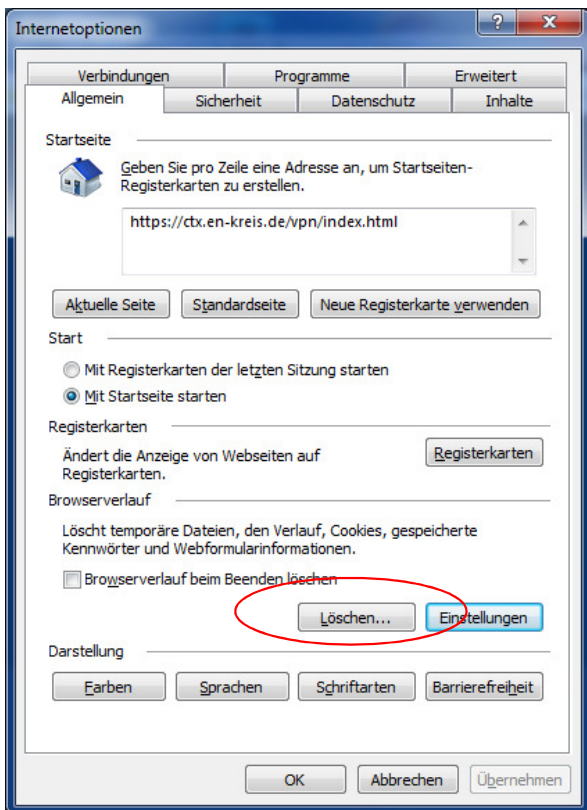 Internetoptionen
?
X
Verbindungen Programme Erweitert
Allgemein Sicherheit Datenschutz Inhalte
Startseite
Geben Sie pro Zeile eine Adresse an, um Startseiten-
Registerkarten zu erstellen.
https://ctx.en-kreis.de/vpn/index.html
Aktuelle Seite Standardseite Neue Registerkarte verwenden
Start
Mit Registerkarten der letzten Sitzung starten
Mit Startseite starten
Registerkarten
Ändert die Anzeige von Webseiten auf
Registerkarten.
Registerkarten
Browserverlauf
Löscht temporäre Dateien, den Verlauf, Cookies, gespeicherte
Kennwörter und Webformularinformationen.
Browserverlauf beim Beenden löschen
Löschen... Einstellungen
Darstellung
Farben Sprachen Schriftarten Barrierefreiheit
OK Abbrechen Übernehmen